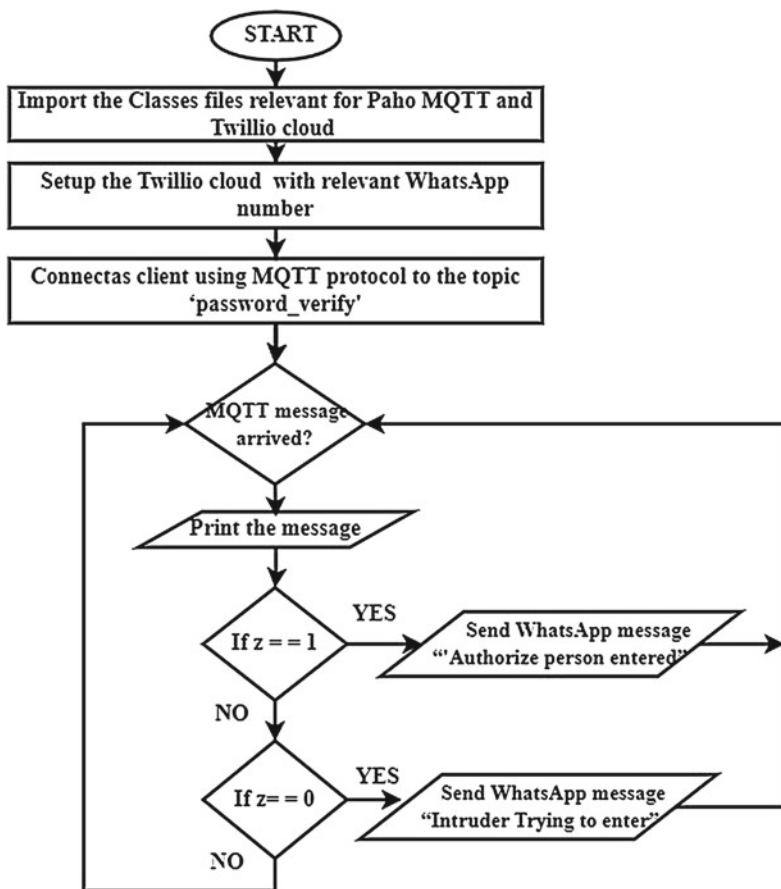 START
Import the Classes files relevant for Paho MQTT and
Twillio cloud
Setup the Twillio cloud with relevant WhatsApp
number
Connectas client using MQTT protocol to the topic
‘password_verify'
MQTT message
arrived?
Print the message
If z = = 1
YES
Send WhatsApp message
“'Authorize person entered”
NO
If z= = 0
YES
Send WhatsApp message
“Intruder Trying to enter”
NO